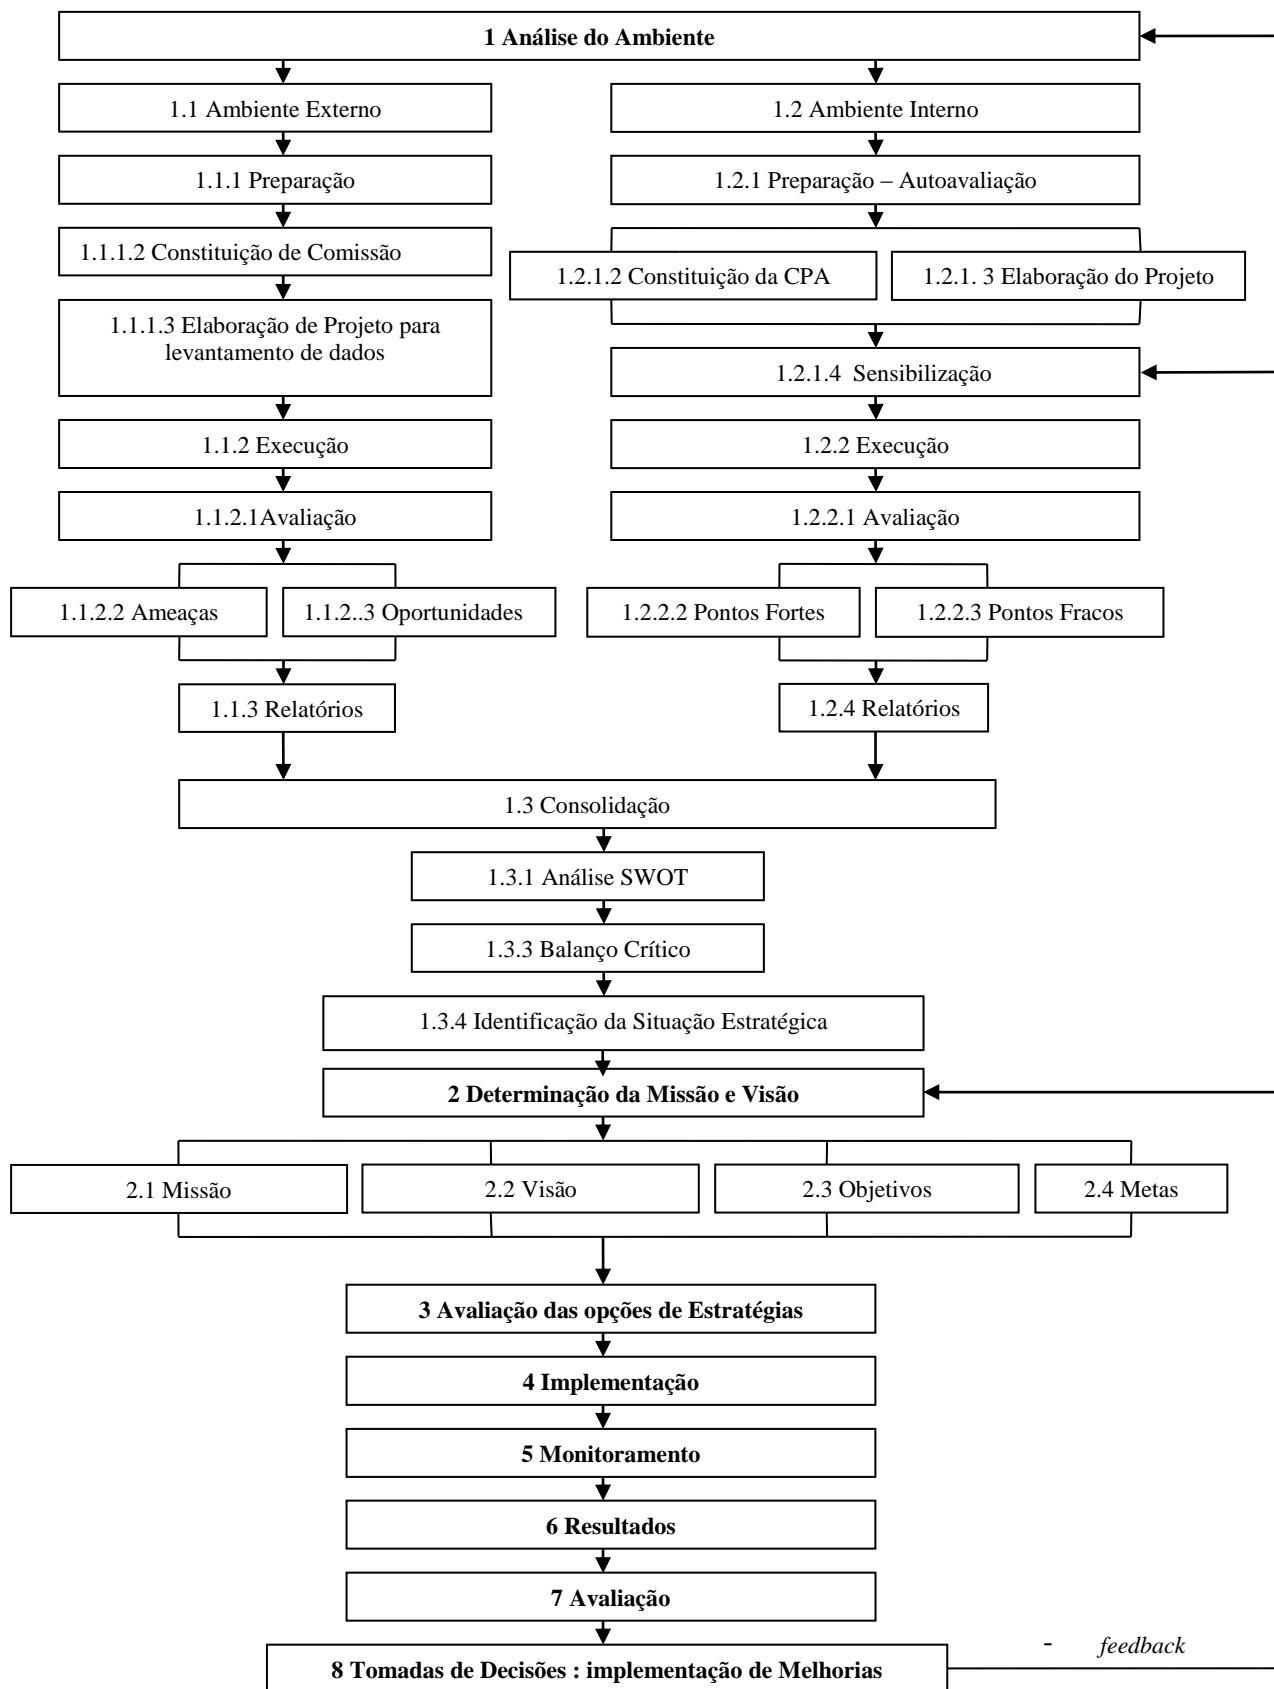 1 Análise do Ambiente
1.1 Ambiente Externo
1.2 Ambiente Interno
1.1.1 Preparação
1.2.1 Preparação – Autoavaliação
1.1.1.2 Constituição de Comissão
1.2.1.2 Constituição da CPA
1.2.1. 3 Elaboração do Projeto
1.1.1.3 Elaboração de Projeto para
levantamento de dados
1.2.1.4 Sensibilização
1.1.2 Execução
1.2.2 Execução
1.1.2.1Avaliação
1.2.2.1 Avaliação
1.1.2.2 Ameaças
1.1.2..3 Oportunidades
1.2.2.2 Pontos Fortes
1.2.2.3 Pontos Fracos
1.1.3 Relatórios
1.2.4 Relatórios
1.3 Consolidação
1.3.1 Análise SWOT
1.3.3 Balanço Crítico
1.3.4 Identificação da Situação Estratégica
2 Determinação da Missão e Visão
2.1 Missão
2.2 Visão
2.3 Objetivos
2.4 Metas
3 Avaliação das opções de Estratégias
4 Implementação
5 Monitoramento
6 Resultados
7 Avaliação
- feedback
8 Tomadas de Decisões : implementação de Melhorias